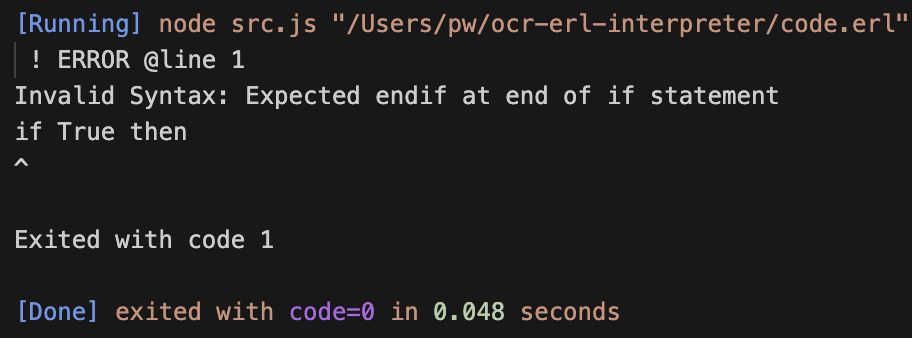 [Running] node src.js "/Users/pw/ocr-erl-interpreter/code.erl"
! ERROR @line 1
Invalid Syntax: Expected endif at end of if statement
if True then
^
Exited with code 1
[Done] exited with code=0 in 0.048 seconds